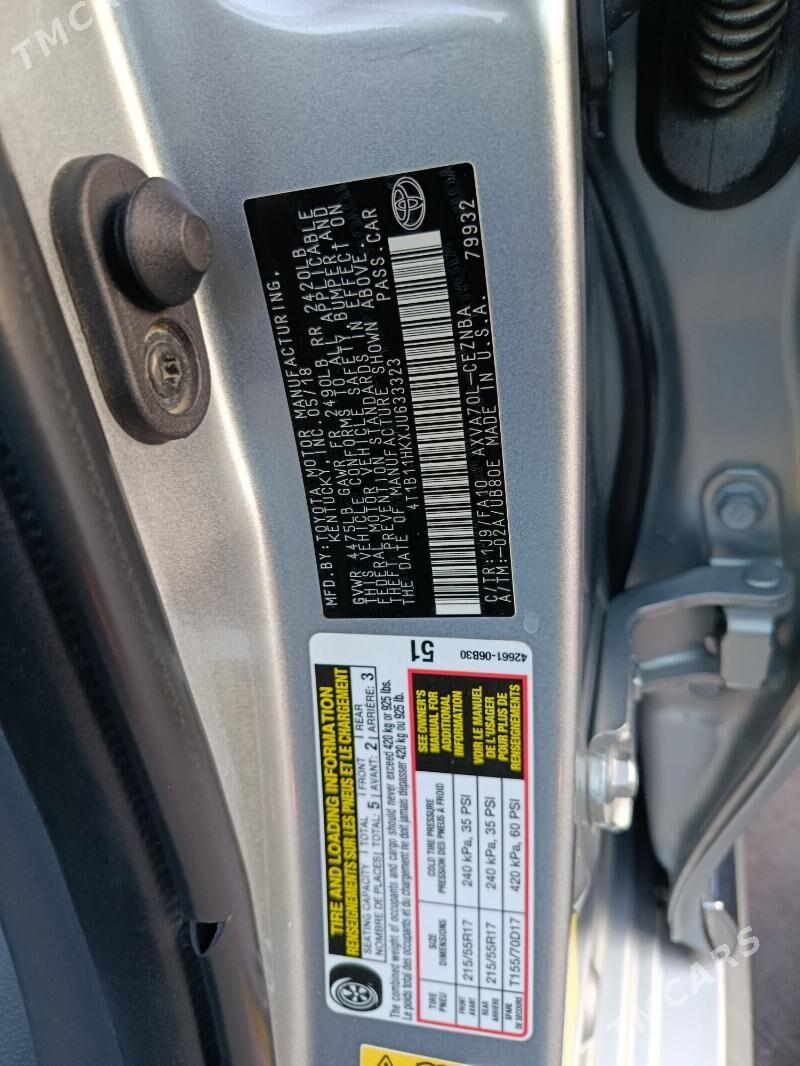 TMCARS
MFD.BY:TOYOTA MOTOR MANUFACTURING,
KENTUCKY, INC. 05/18
GVWR 4475LB GAWR FR 2490LB RR 2420LB
THIS VEHICLE CONFORMS TO ALL APPLICABLE
FEDERAL MOTOR VEHICLE SAFETY, BUMPER, AND
THEFT PREVENTION STANDARDS IN EFFECT ON
THE DATE OF MANUFACTURE SHOWN ABOVE.
PASS.CAR
4T1B11HKXJU633323
C/TR:1J9/FA10 AXVA70L-CEZNBA 79932
A/TM:-02A/UB80E MADE IN U.S.A.
TIRE AND LOADING INFORMATION
RENSEIGNEMENTS SUR LES PNEUS ET LE CHARGEMENT
SEATING CAPACITY | TOTAL | FRONT | REAR
NOMBRE DE PLACES | TOTAL: 5 | AVANT: 2 | ARRIÈRE: 3
The combined weight of occupants and cargo should never exceed 420 kg or 925 lbs.
Le poids total des occupants et du chargement ne doit jamais dépasser 420 kg ou 925 lb.
TIRE SIZE COLD TIRE PRESSURE
PNEU DIMENSIONS PRESSION DES PNEUS À FROID
FRONT
AVANT 215/55R17 240 kPa, 35 PSI
REAR
ARRIÈRE 215/55R17 240 kPa, 35 PSI
SPARE
DE SECOURS T155/70D17 420 kPa, 60 PSI
SEE OWNER'S
MANUAL FOR
ADDITIONAL
INFORMATION
VOIR LE MANUEL
DE L'USAGER
POUR PLUS DE
RENSEIGNEMENTS
51
42661-06B30
TMCARS